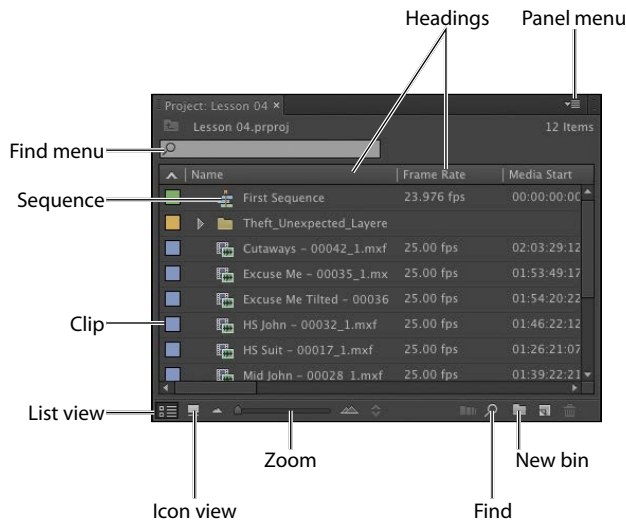 Headings Panel menu
Project: Lesson 04 ×
Lesson 04.prproj 12 Items
Find menu
Name Frame Rate Media Start
Sequence First Sequence 23.976 fps 00:00:00:00
Theft_Unexpected_Layere
Cutaways – 00042_1.mxf 25.00 fps 02:03:29:12
Excuse Me – 00035_1.mx 25.00 fps 01:53:49:17
Excuse Me Tilted – 00036 25.00 fps 01:54:20:22
Clip HS John – 00032_1.mxf 25.00 fps 01:46:22:12
HS Suit – 00017_1.mxf 25.00 fps 01:26:21:07
Mid John – 00028_1.mxf 25.00 fps 01:39:22:21
List view
Zoom New bin
Icon view Find